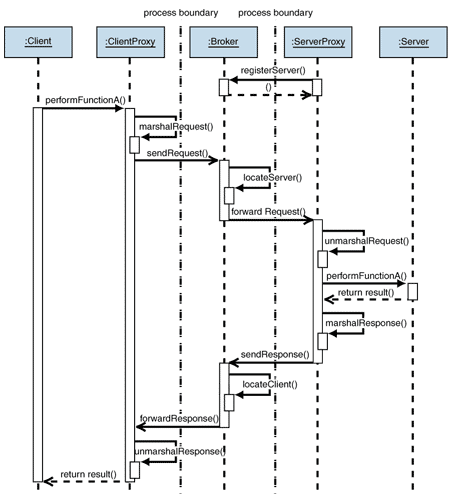 process boundary process boundary
:Client :ClientProxy :Broker :ServerProxy :Server
registerServer()
()
performFunctionA()
marshalRequest()
sendRequest()
locateServer()
forward Request()
unmarshalRequest()
performFunctionA()
return result()
marshalResponse()
sendResponse()
locateClient()
forwardResponse()
unmarshalResponse()
return result()